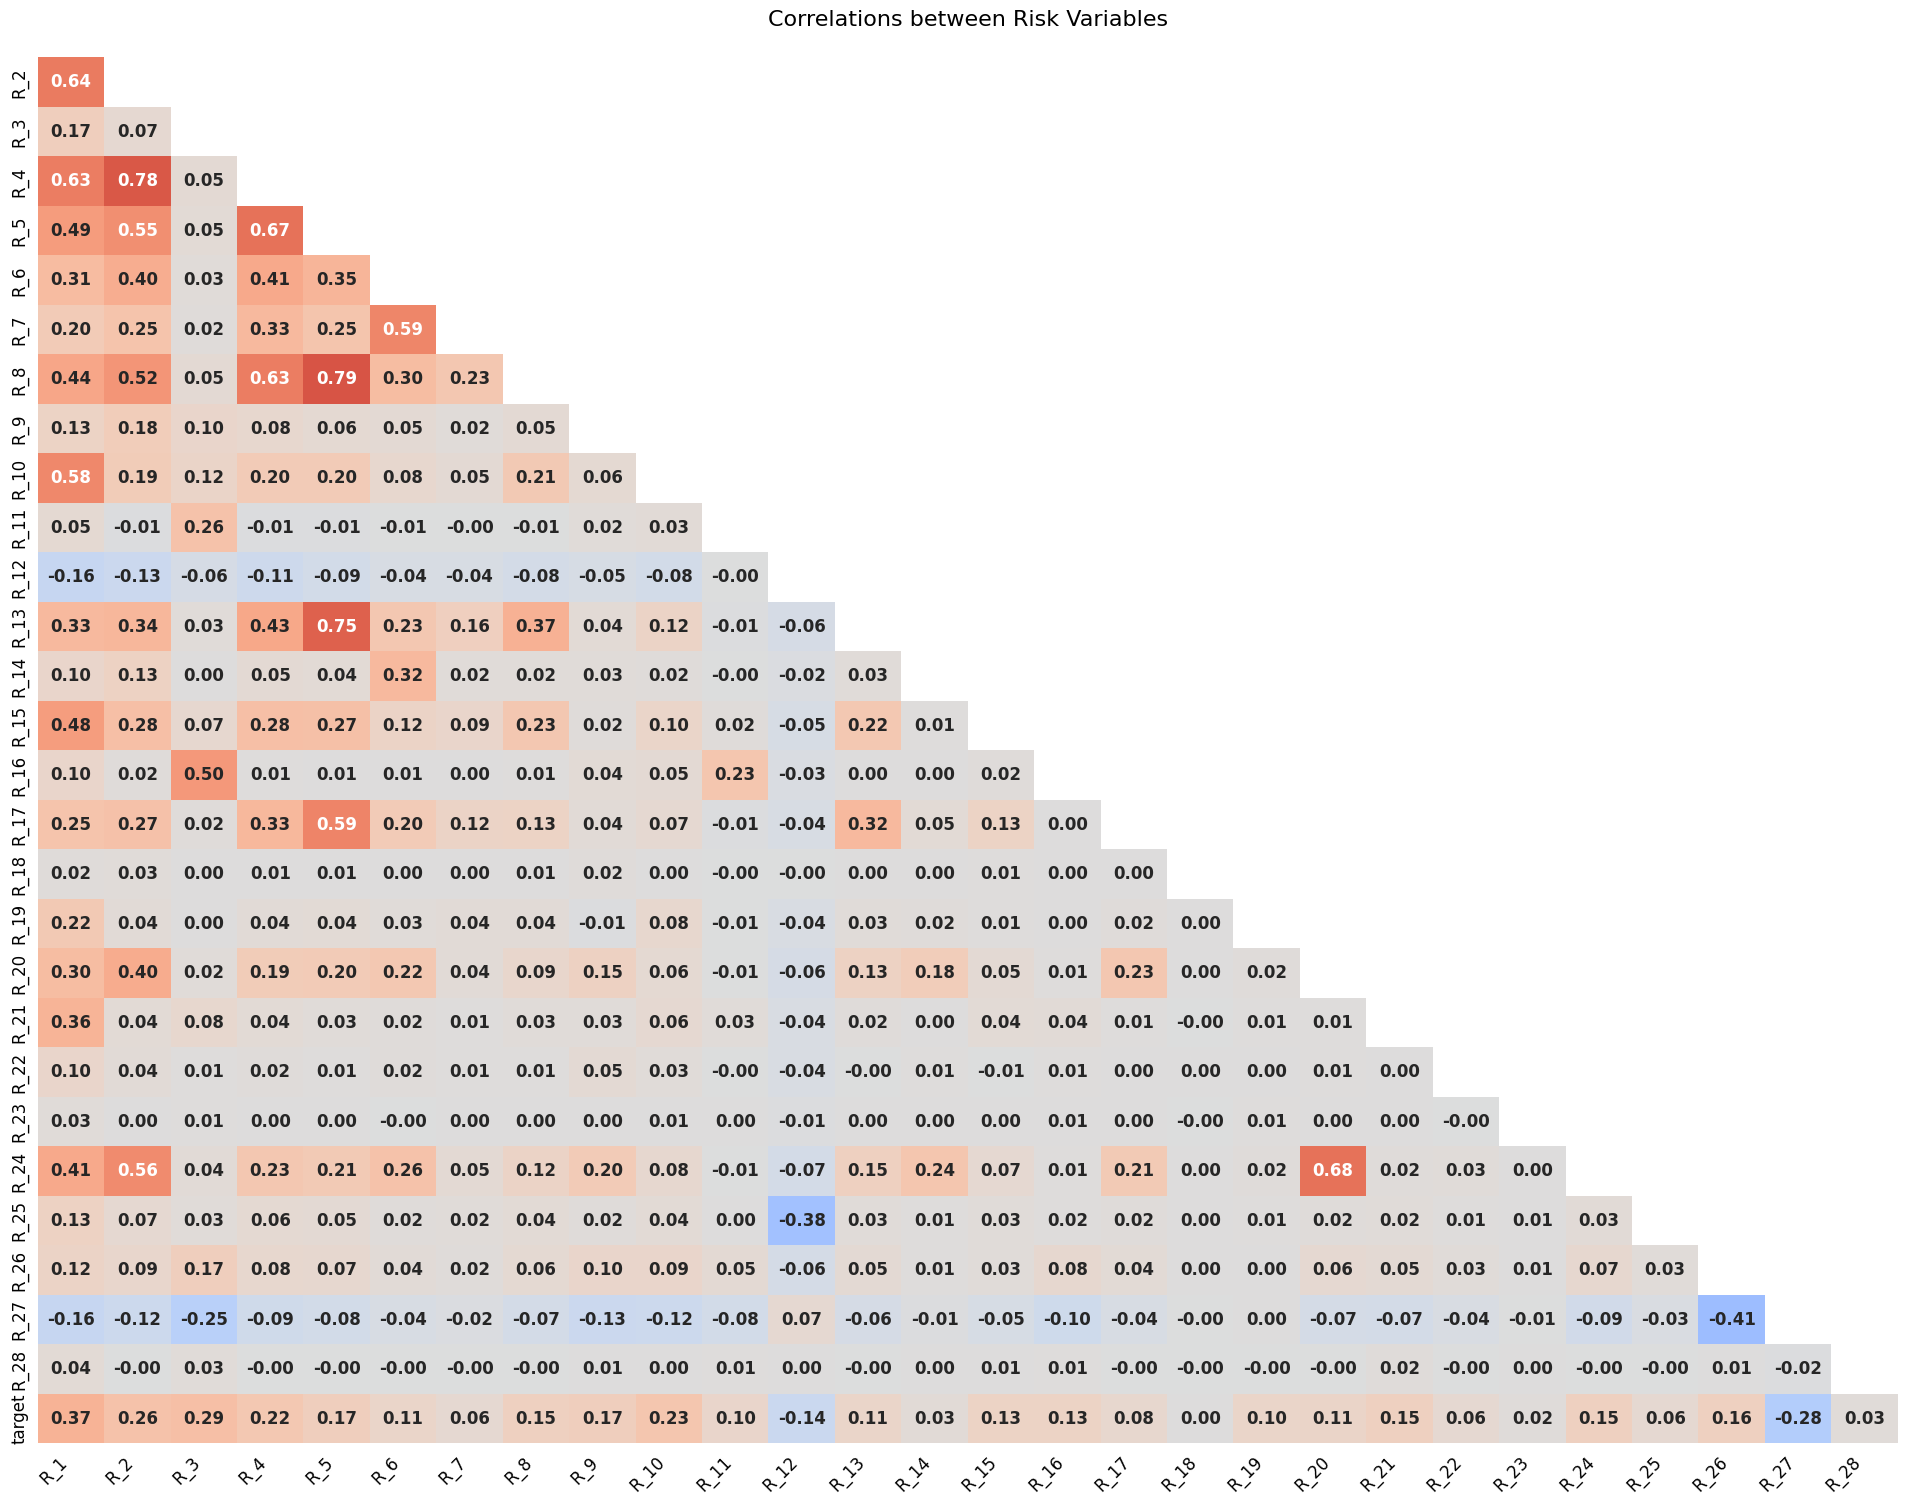 Correlations between Risk Variables
R_2 0.64
R_3 0.17 0.07
R_4 0.63 0.78 0.05
R_5 0.49 0.55 0.05 0.67
R_6 0.31 0.40 0.03 0.41 0.35
R_7 0.20 0.25 0.02 0.33 0.25 0.59
R_8 0.44 0.52 0.05 0.63 0.79 0.30 0.23
R_9 0.13 0.18 0.10 0.08 0.06 0.05 0.02 0.05
R_10 0.58 0.19 0.12 0.20 0.20 0.08 0.05 0.21 0.06
R_11 0.05 -0.01 0.26 -0.01 -0.01 -0.01 -0.00 -0.01 0.02 0.03
R_12 -0.16 -0.13 -0.06 -0.11 -0.09 -0.04 -0.04 -0.08 -0.05 -0.08 -0.00
R_13 0.33 0.34 0.03 0.43 0.75 0.23 0.16 0.37 0.04 0.12 -0.01 -0.06
R_14 0.10 0.13 0.00 0.05 0.04 0.32 0.02 0.02 0.03 0.02 -0.00 -0.02 0.03
R_15 0.48 0.28 0.07 0.28 0.27 0.12 0.09 0.23 0.02 0.10 0.02 -0.05 0.22 0.01
R_16 0.10 0.02 0.50 0.01 0.01 0.01 0.00 0.01 0.04 0.05 0.23 -0.03 0.00 0.00 0.02
R_17 0.25 0.27 0.02 0.33 0.59 0.20 0.12 0.13 0.04 0.07 -0.01 -0.04 0.32 0.05 0.13 0.00
R_18 0.02 0.03 0.00 0.01 0.01 0.00 0.00 0.01 0.02 0.00 -0.00 -0.00 0.00 0.00 0.01 0.00 0.00
R_19 0.22 0.04 0.00 0.04 0.04 0.03 0.04 0.04 -0.01 0.08 -0.01 -0.04 0.03 0.02 0.01 0.00 0.02 0.00
R_20 0.30 0.40 0.02 0.19 0.20 0.22 0.04 0.09 0.15 0.06 -0.01 -0.06 0.13 0.18 0.05 0.01 0.23 0.00 0.02
R_21 0.36 0.04 0.08 0.04 0.03 0.02 0.01 0.03 0.03 0.06 0.03 -0.04 0.02 0.00 0.04 0.04 0.01 -0.00 0.01 0.01
R_22 0.10 0.04 0.01 0.02 0.01 0.02 0.01 0.01 0.05 0.03 -0.00 -0.04 -0.00 0.01 -0.01 0.01 0.00 0.00 0.00 0.01 0.00
R_23 0.03 0.00 0.01 0.00 0.00 -0.00 0.00 0.00 0.00 0.01 0.00 -0.01 0.00 0.00 0.00 0.01 0.00 -0.00 0.01 0.00 0.00 -0.00
R_24 0.41 0.56 0.04 0.23 0.21 0.26 0.05 0.12 0.20 0.08 -0.01 -0.07 0.15 0.24 0.07 0.01 0.21 0.00 0.02 0.68 0.02 0.03 0.00
R_25 0.13 0.07 0.03 0.06 0.05 0.02 0.02 0.04 0.02 0.04 0.00 -0.38 0.03 0.01 0.03 0.02 0.02 0.00 0.01 0.02 0.02 0.01 0.01 0.03
R_26 0.12 0.09 0.17 0.08 0.07 0.04 0.02 0.06 0.10 0.09 0.05 -0.06 0.05 0.01 0.03 0.08 0.04 0.00 0.00 0.06 0.05 0.03 0.01 0.07 0.03
R_27 -0.16 -0.12 -0.25 -0.09 -0.08 -0.04 -0.02 -0.07 -0.13 -0.12 -0.08 0.07 -0.06 -0.01 -0.05 -0.10 -0.04 -0.00 0.00 -0.07 -0.07 -0.04 -0.01 -0.09 -0.03 -0.41
R_28 0.04 -0.00 0.03 -0.00 -0.00 -0.00 -0.00 -0.00 0.01 0.00 0.01 0.00 -0.00 0.00 0.01 0.01 -0.00 -0.00 -0.00 -0.00 0.02 -0.00 0.00 -0.00 -0.00 0.01 -0.02
target 0.37 0.26 0.29 0.22 0.17 0.11 0.06 0.15 0.17 0.23 0.10 -0.14 0.11 0.03 0.13 0.13 0.08 0.00 0.10 0.11 0.15 0.06 0.02 0.15 0.06 0.16 -0.28 0.03
R_1 R_2 R_3 R_4 R_5 R_6 R_7 R_8 R_9 R_10 R_11 R_12 R_13 R_14 R_15 R_16 R_17 R_18 R_19 R_20 R_21 R_22 R_23 R_24 R_25 R_26 R_27 R_28